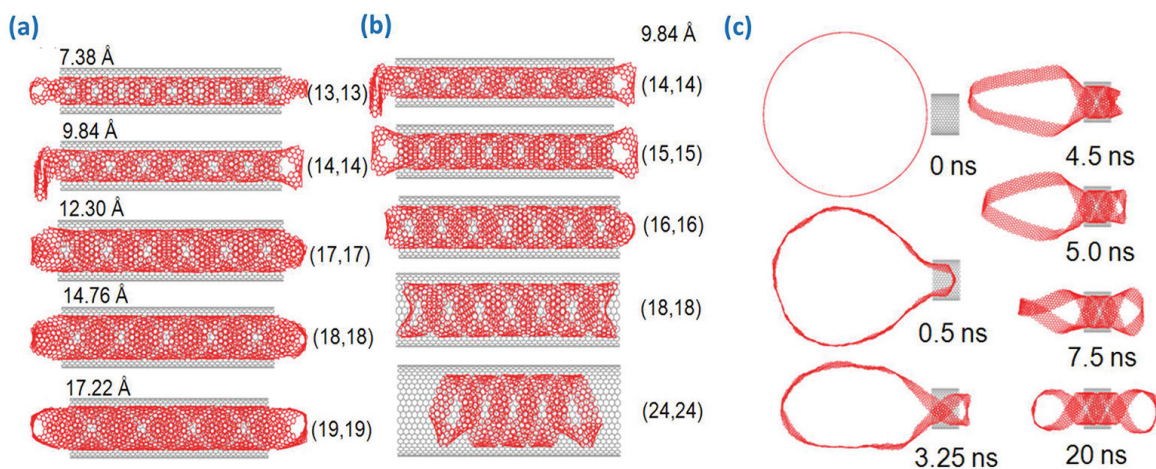 (a)
7.38 Å
(13,13)
9.84 Å
(14,14)
12.30 Å
(17,17)
14.76 Å
(18,18)
17.22 Å
(19,19)
(b)
9.84 Å
(14,14)
(15,15)
(16,16)
(18,18)
(24,24)
(c)
0 ns
0.5 ns
3.25 ns
4.5 ns
5.0 ns
7.5 ns
20 ns